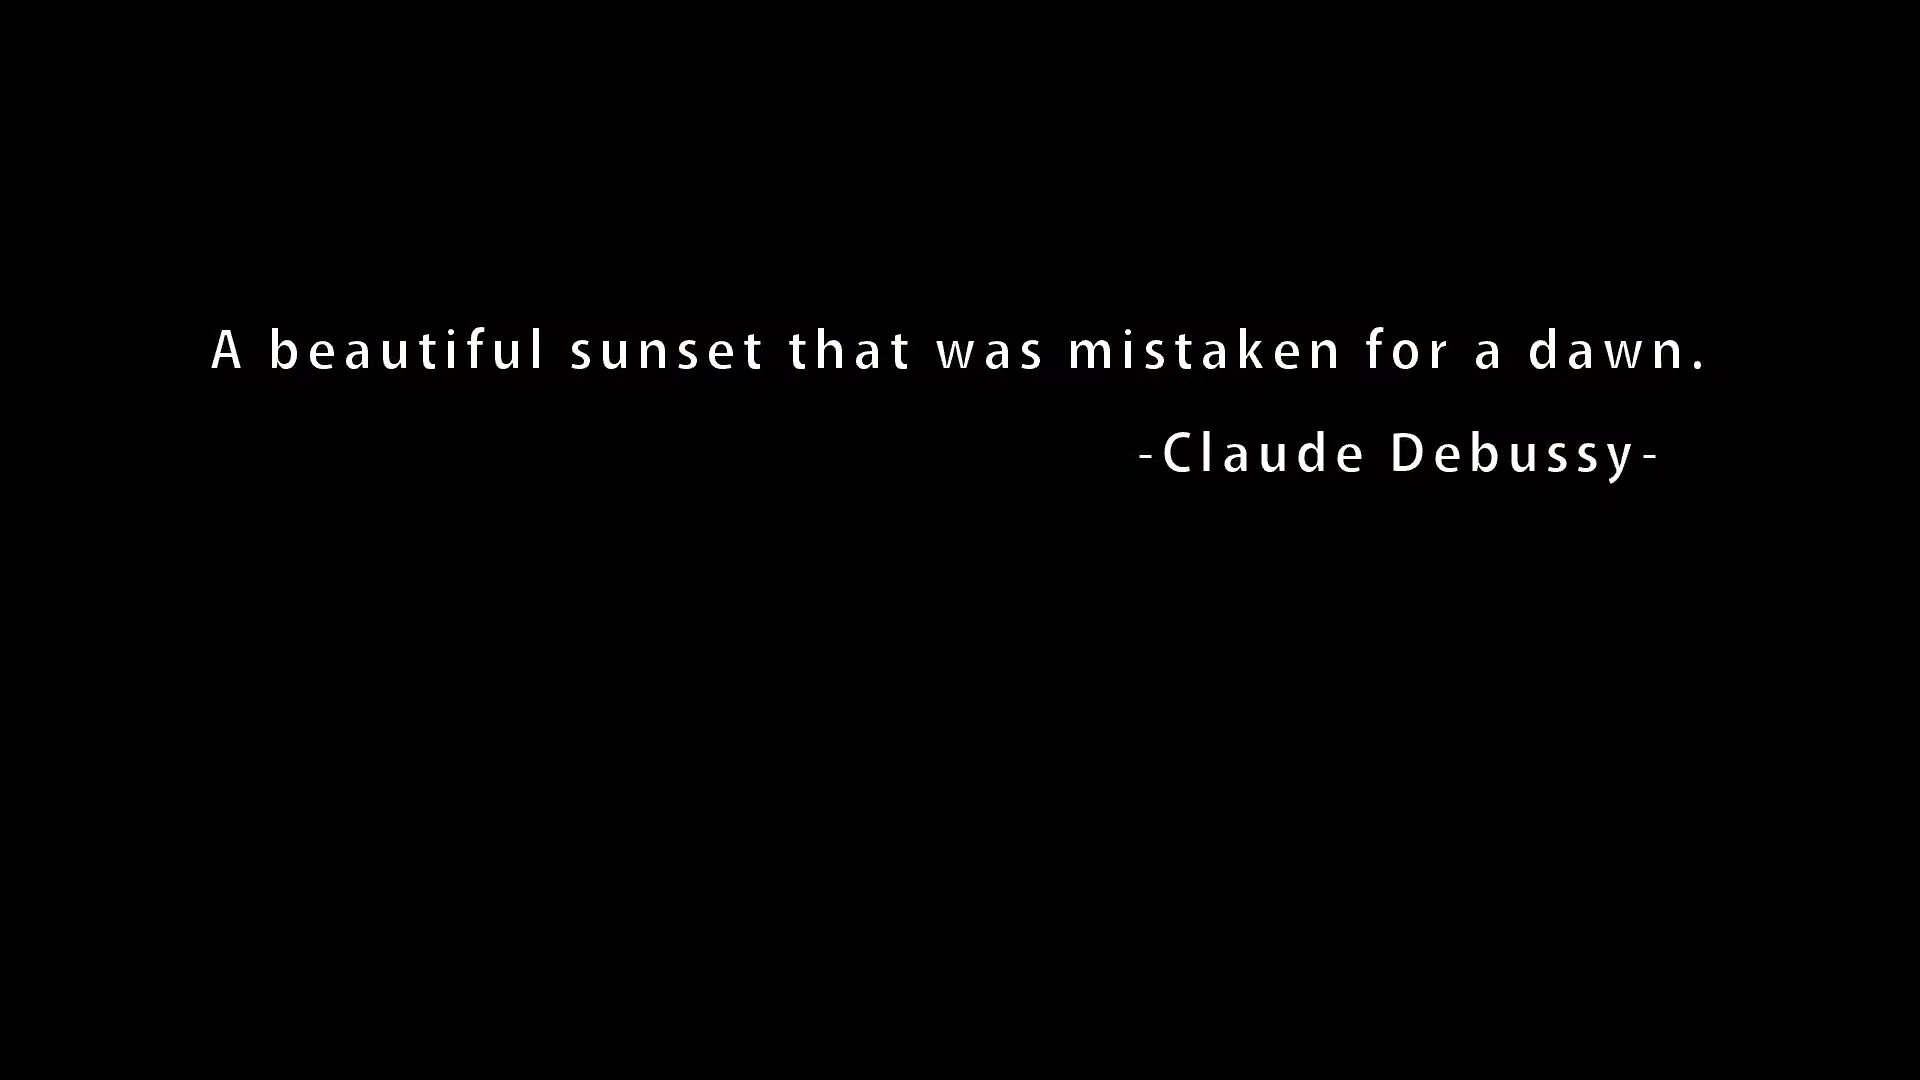 A beautiful sunset that was mistaken for a dawn.
-Claude Debussy-